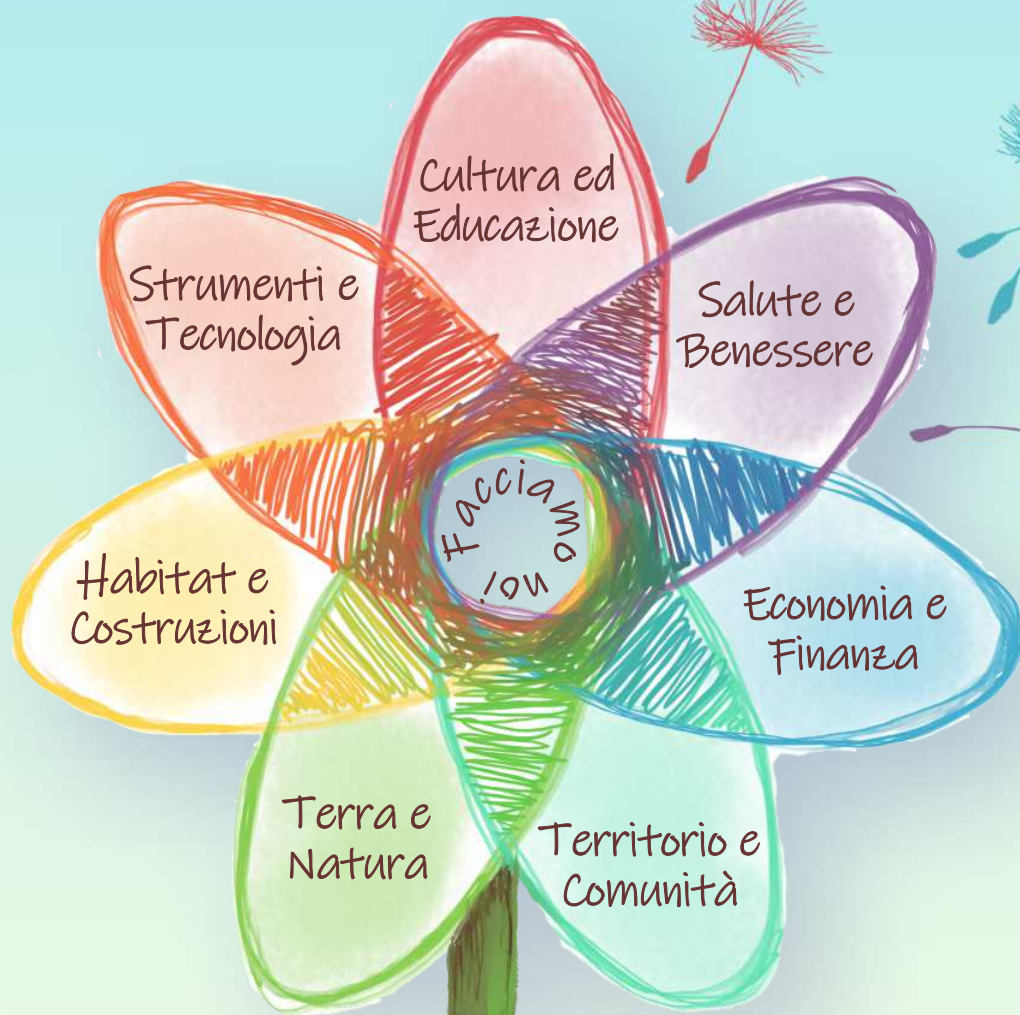 Cultura ed
Educazione
Strumenti e
Tecnologia
Salute e
Benessere
Facciamo noi!
Habitat e
Costruzioni
Economia e
Finanza
Terra e
Natura
Territorio e
Comunità